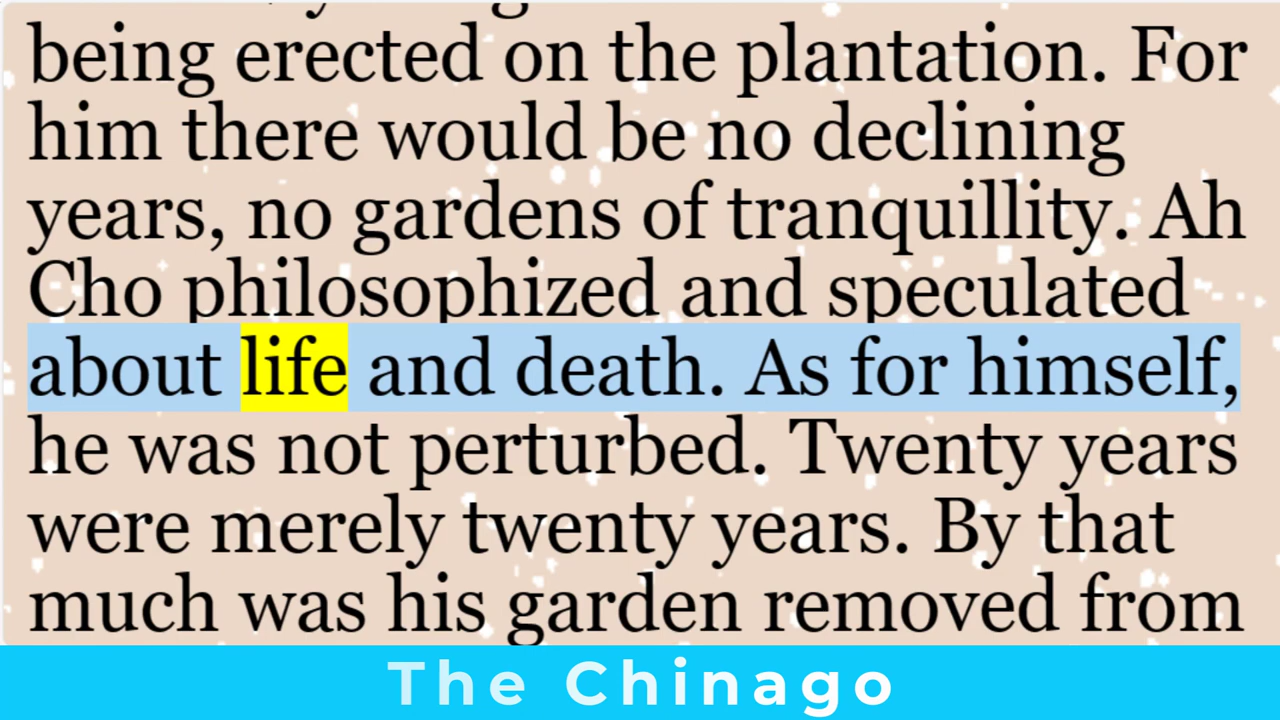 being erected on the plantation. For
him there would be no declining
years, no gardens of tranquillity. Ah
Cho philosophized and speculated
about life and death. As for himself,
he was not perturbed. Twenty years
were merely twenty years. By that
much was his garden removed from
The Chinago